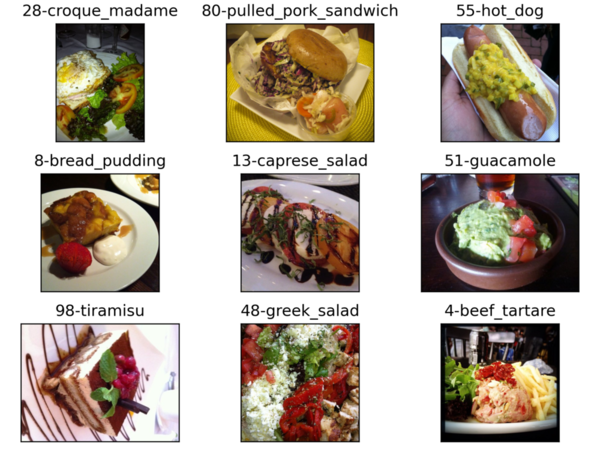 28-croque_madame
80-pulled_pork_sandwich
55-hot_dog
8-bread_pudding
13-caprese_salad
51-guacamole
98-tiramisu
48-greek_salad
4-beef_tartare